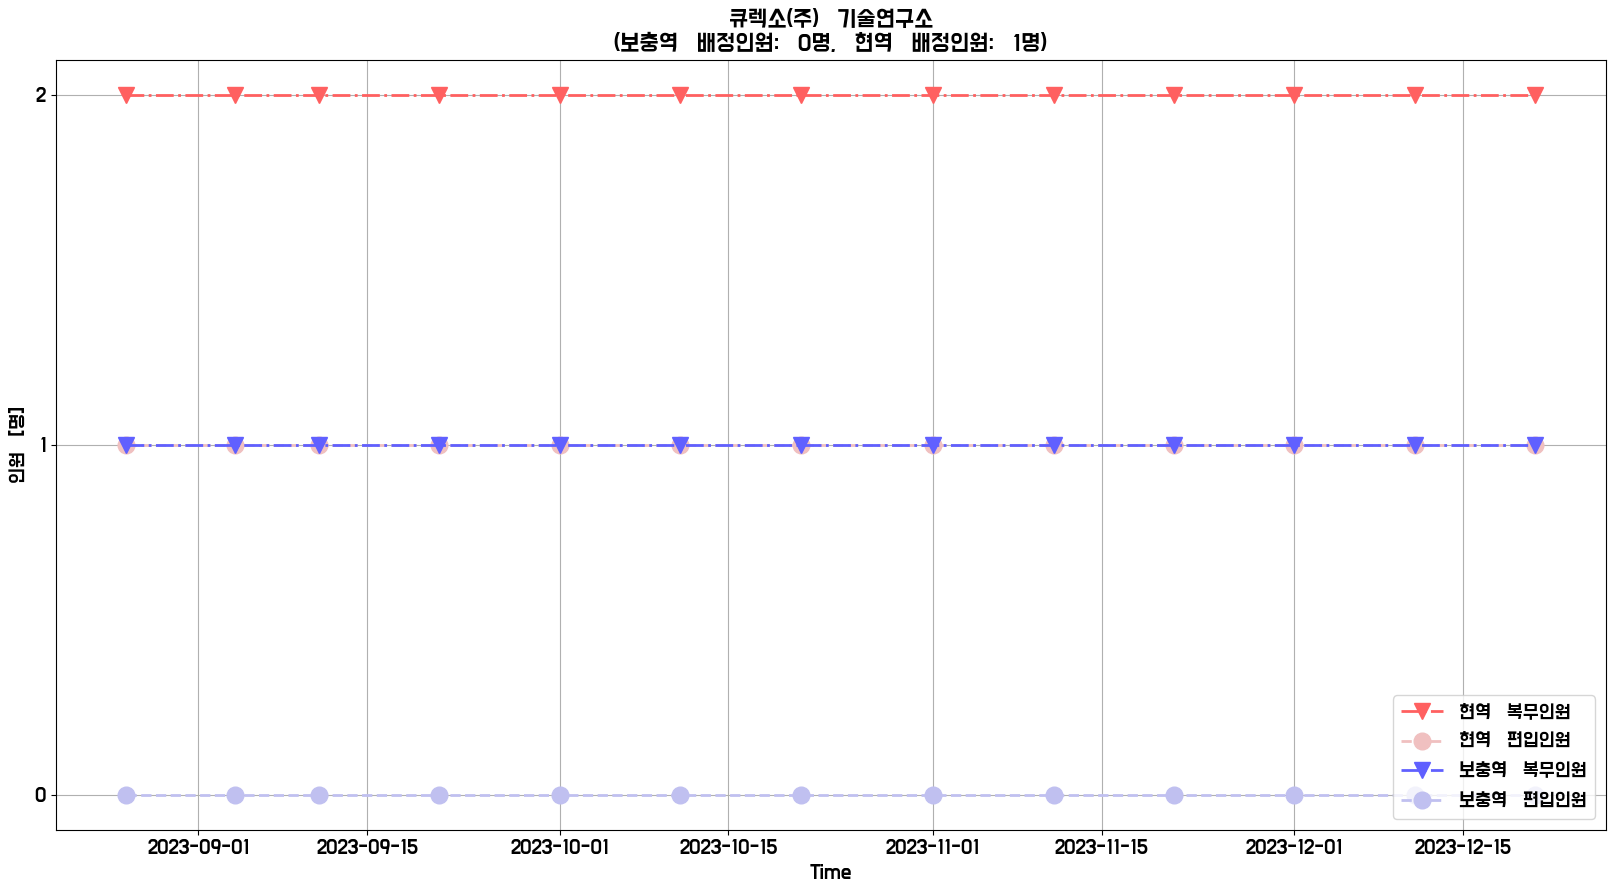 큐렉소(주) 기술연구소
(보충역 배정인원: 0명, 현역 배정인원: 1명)
인원 [명]
2
1
0
현역 복무인원
현역 편입인원
보충역 복무인원
보충역 편입인원
2023-09-01 2023-09-15 2023-10-01 2023-10-15 2023-11-01 2023-11-15 2023-12-01 2023-12-15
Time